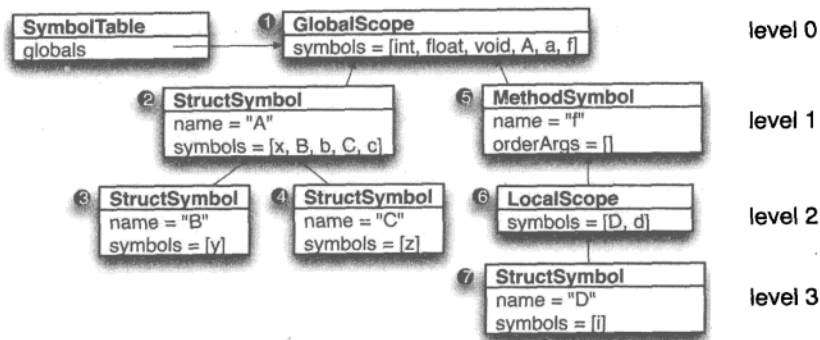 SymbolTable
globals
1 GlobalScope
symbols = [int, float, void, A, a, f]
level 0
2 StructSymbol
name = "A"
symbols = [x, B, b, C, c]
5 MethodSymbol
name = "f"
orderArgs = []
level 1
3 StructSymbol
name = "B"
symbols = [y]
4 StructSymbol
name = "C"
symbols = [z]
6 LocalScope
symbols = [D, d]
level 2
7 StructSymbol
name = "D"
symbols = [i]
level 3